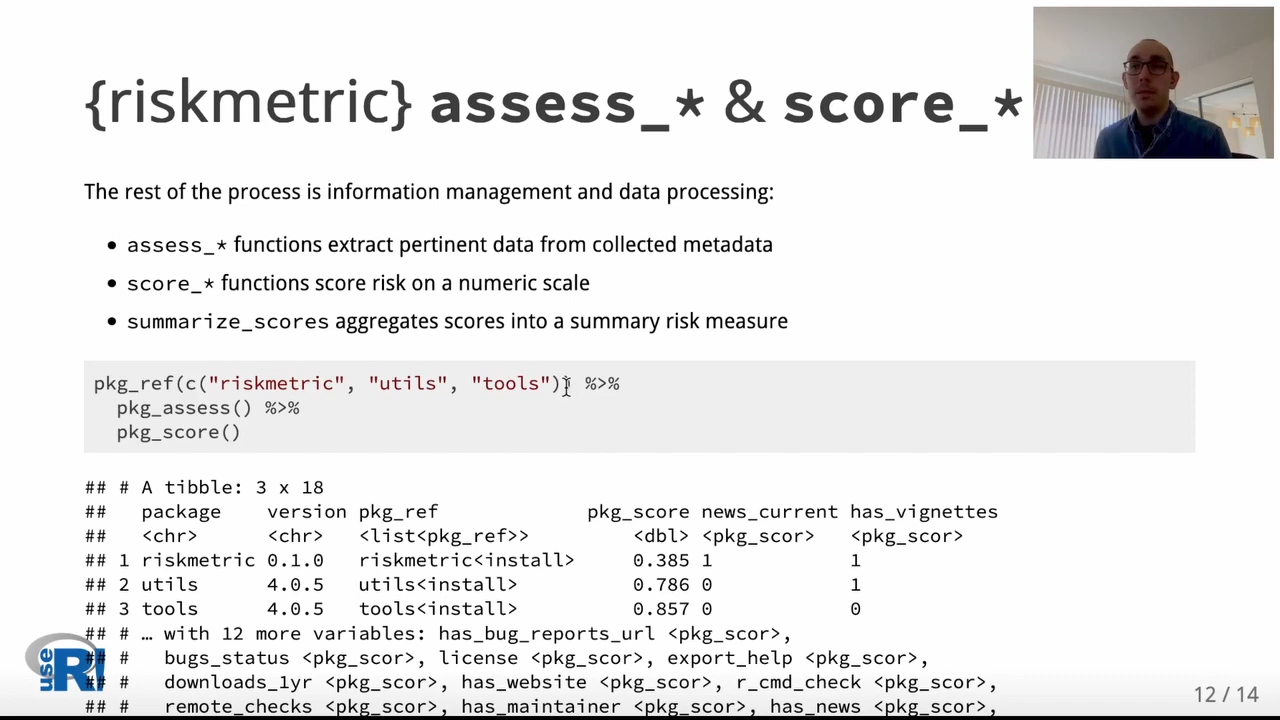 {riskmetric} assess_* & score_*
The rest of the process is information management and data processing:
• assess_* functions extract pertinent data from collected metadata
• score_* functions score risk on a numeric scale
• summarize_scores aggregates scores into a summary risk measure
pkg_ref(c("riskmetric", "utils", "tools")) %>%
  pkg_assess() %>%
  pkg_score()
## # A tibble: 3 x 18
##   package    version pkg_ref             pkg_score news_current has_vignettes
##   <chr>      <chr>   <list<pkg_ref>>         <dbl> <pkg_scor>   <pkg_scor>
## 1 riskmetric 0.1.0   riskmetric<install>     0.385 1            1
## 2 utils      4.0.5   utils<install>          0.786 0            1
## 3 tools      4.0.5   tools<install>          0.857 0            0
## # … with 12 more variables: has_bug_reports_url <pkg_scor>,
## #   bugs_status <pkg_scor>, license <pkg_scor>, export_help <pkg_scor>,
## #   downloads_1yr <pkg_scor>, has_website <pkg_scor>, r_cmd_check <pkg_scor>,
## #   remote_checks <pkg_scor>, has_maintainer <pkg_scor>, has_news <pkg_scor>,
use R!
12 / 14